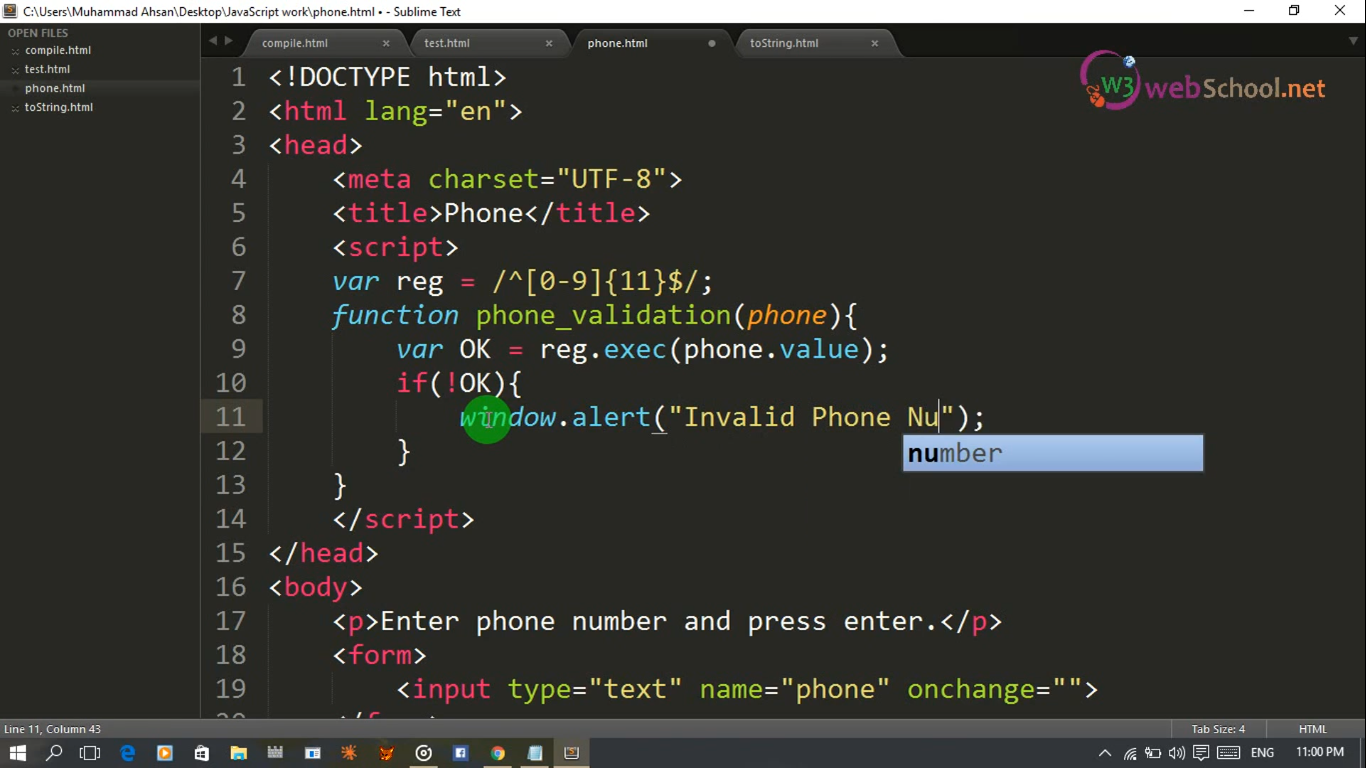 C:\Users\Muhammad Ahsan\Desktop\JavaScript work\phone.html • - Sublime Text
OPEN FILES
compile.html
test.html
phone.html
toString.html
compile.html test.html phone.html toString.html
W3 webSchool.net
1 <!DOCTYPE html>
2 <html lang="en">
3 <head>
4 <meta charset="UTF-8">
5 <title>Phone</title>
6 <script>
7 var reg = /^[0-9]{11}$/;
8 function phone_validation(phone){
9 var OK = reg.exec(phone.value);
10 if(!OK){
11 window.alert("Invalid Phone Nu");
number
12 }
13 }
14 </script>
15 </head>
16 <body>
17 <p>Enter phone number and press enter.</p>
18 <form>
19 <input type="text" name="phone" onchange="">
Line 11, Column 43 Tab Size: 4 HTML
ENG 11:00 PM